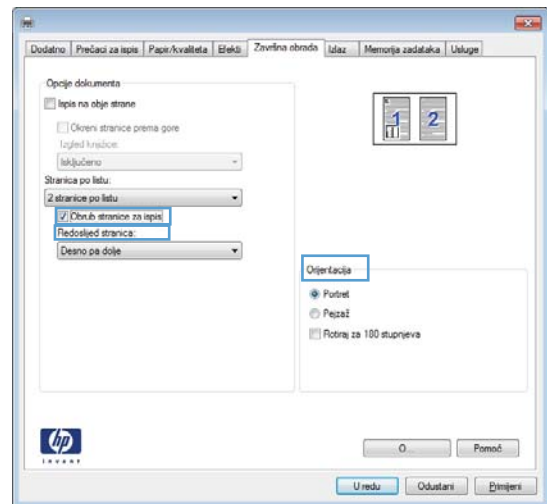 Dodatno Prečaci za ispis Papir/kvaliteta Efekti Završna obrada Izlaz Memorija zadataka Usluge
Opcije dokumenta
Ispis na obje strane
Okreni stranice prema gore
Izgled knjižice:
Isključeno
Stranica po listu:
2 stranice po listu
Obrub stranice za ispis
Redoslijed stranica:
Desno pa dolje
1 2
Orijentacija
Portret
Pejzaž
Rotiraj za 180 stupnjeva
hp
invent
O... Pomoć
U redu Odustani Primijeni